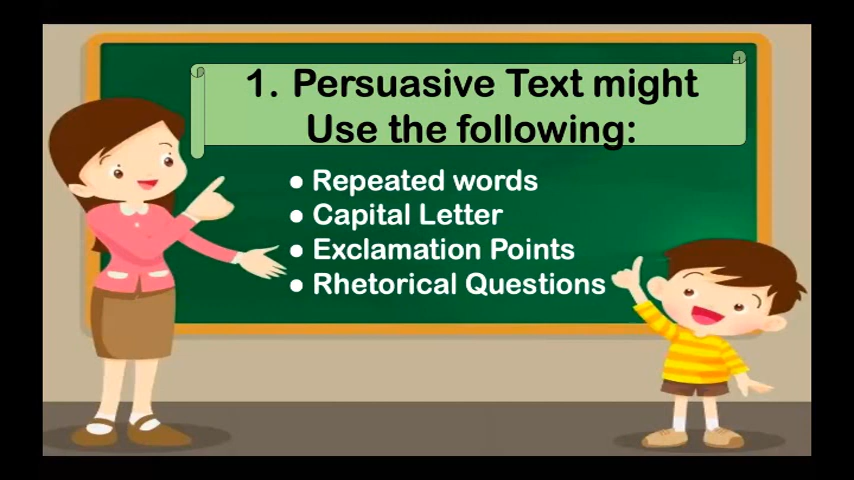 1. Persuasive Text might
Use the following:
● Repeated words
● Capital Letter
● Exclamation Points
● Rhetorical Questions